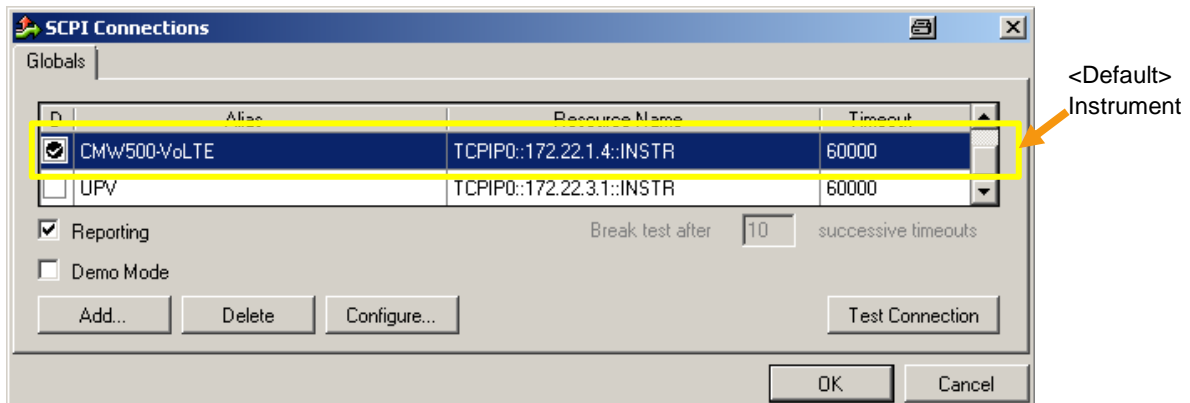 SCPI Connections
Globals
<Default>
Instrument
D Alias Resource Name Timeout
CMW500-VoLTE TCPIP0::172.22.1.4::INSTR 60000
UPV TCPIP0::172.22.3.1::INSTR 60000
Reporting Break test after 10 successive timeouts
Demo Mode
Add... Delete Configure... Test Connection
OK Cancel